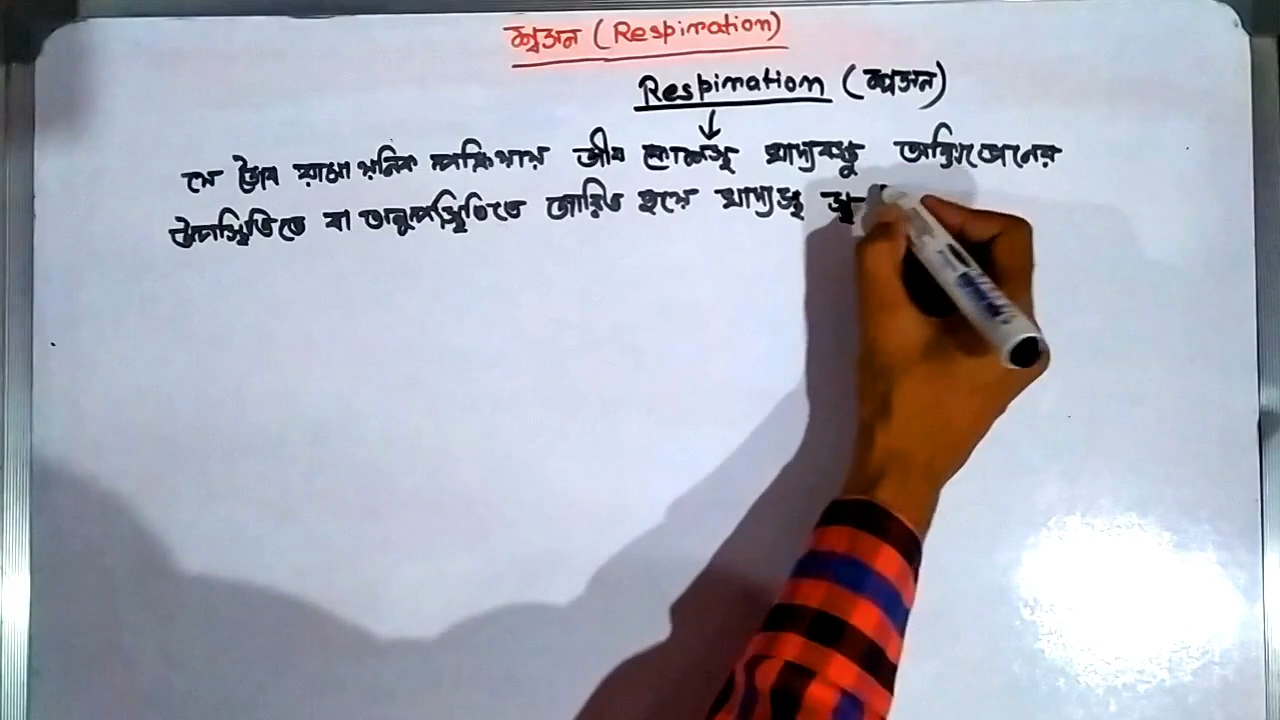 শ্বসন (Respiration)
Respiration (শ্বসন)
যে জৈব রাসায়নিক প্রক্রিয়ায় জীব কোষস্থ খাদ্যবস্তু অক্সিজেনের
উপস্থিতিতে বা অনুপস্থিতিতে জারিত হয়ে খাদ্যস্থ স্থ